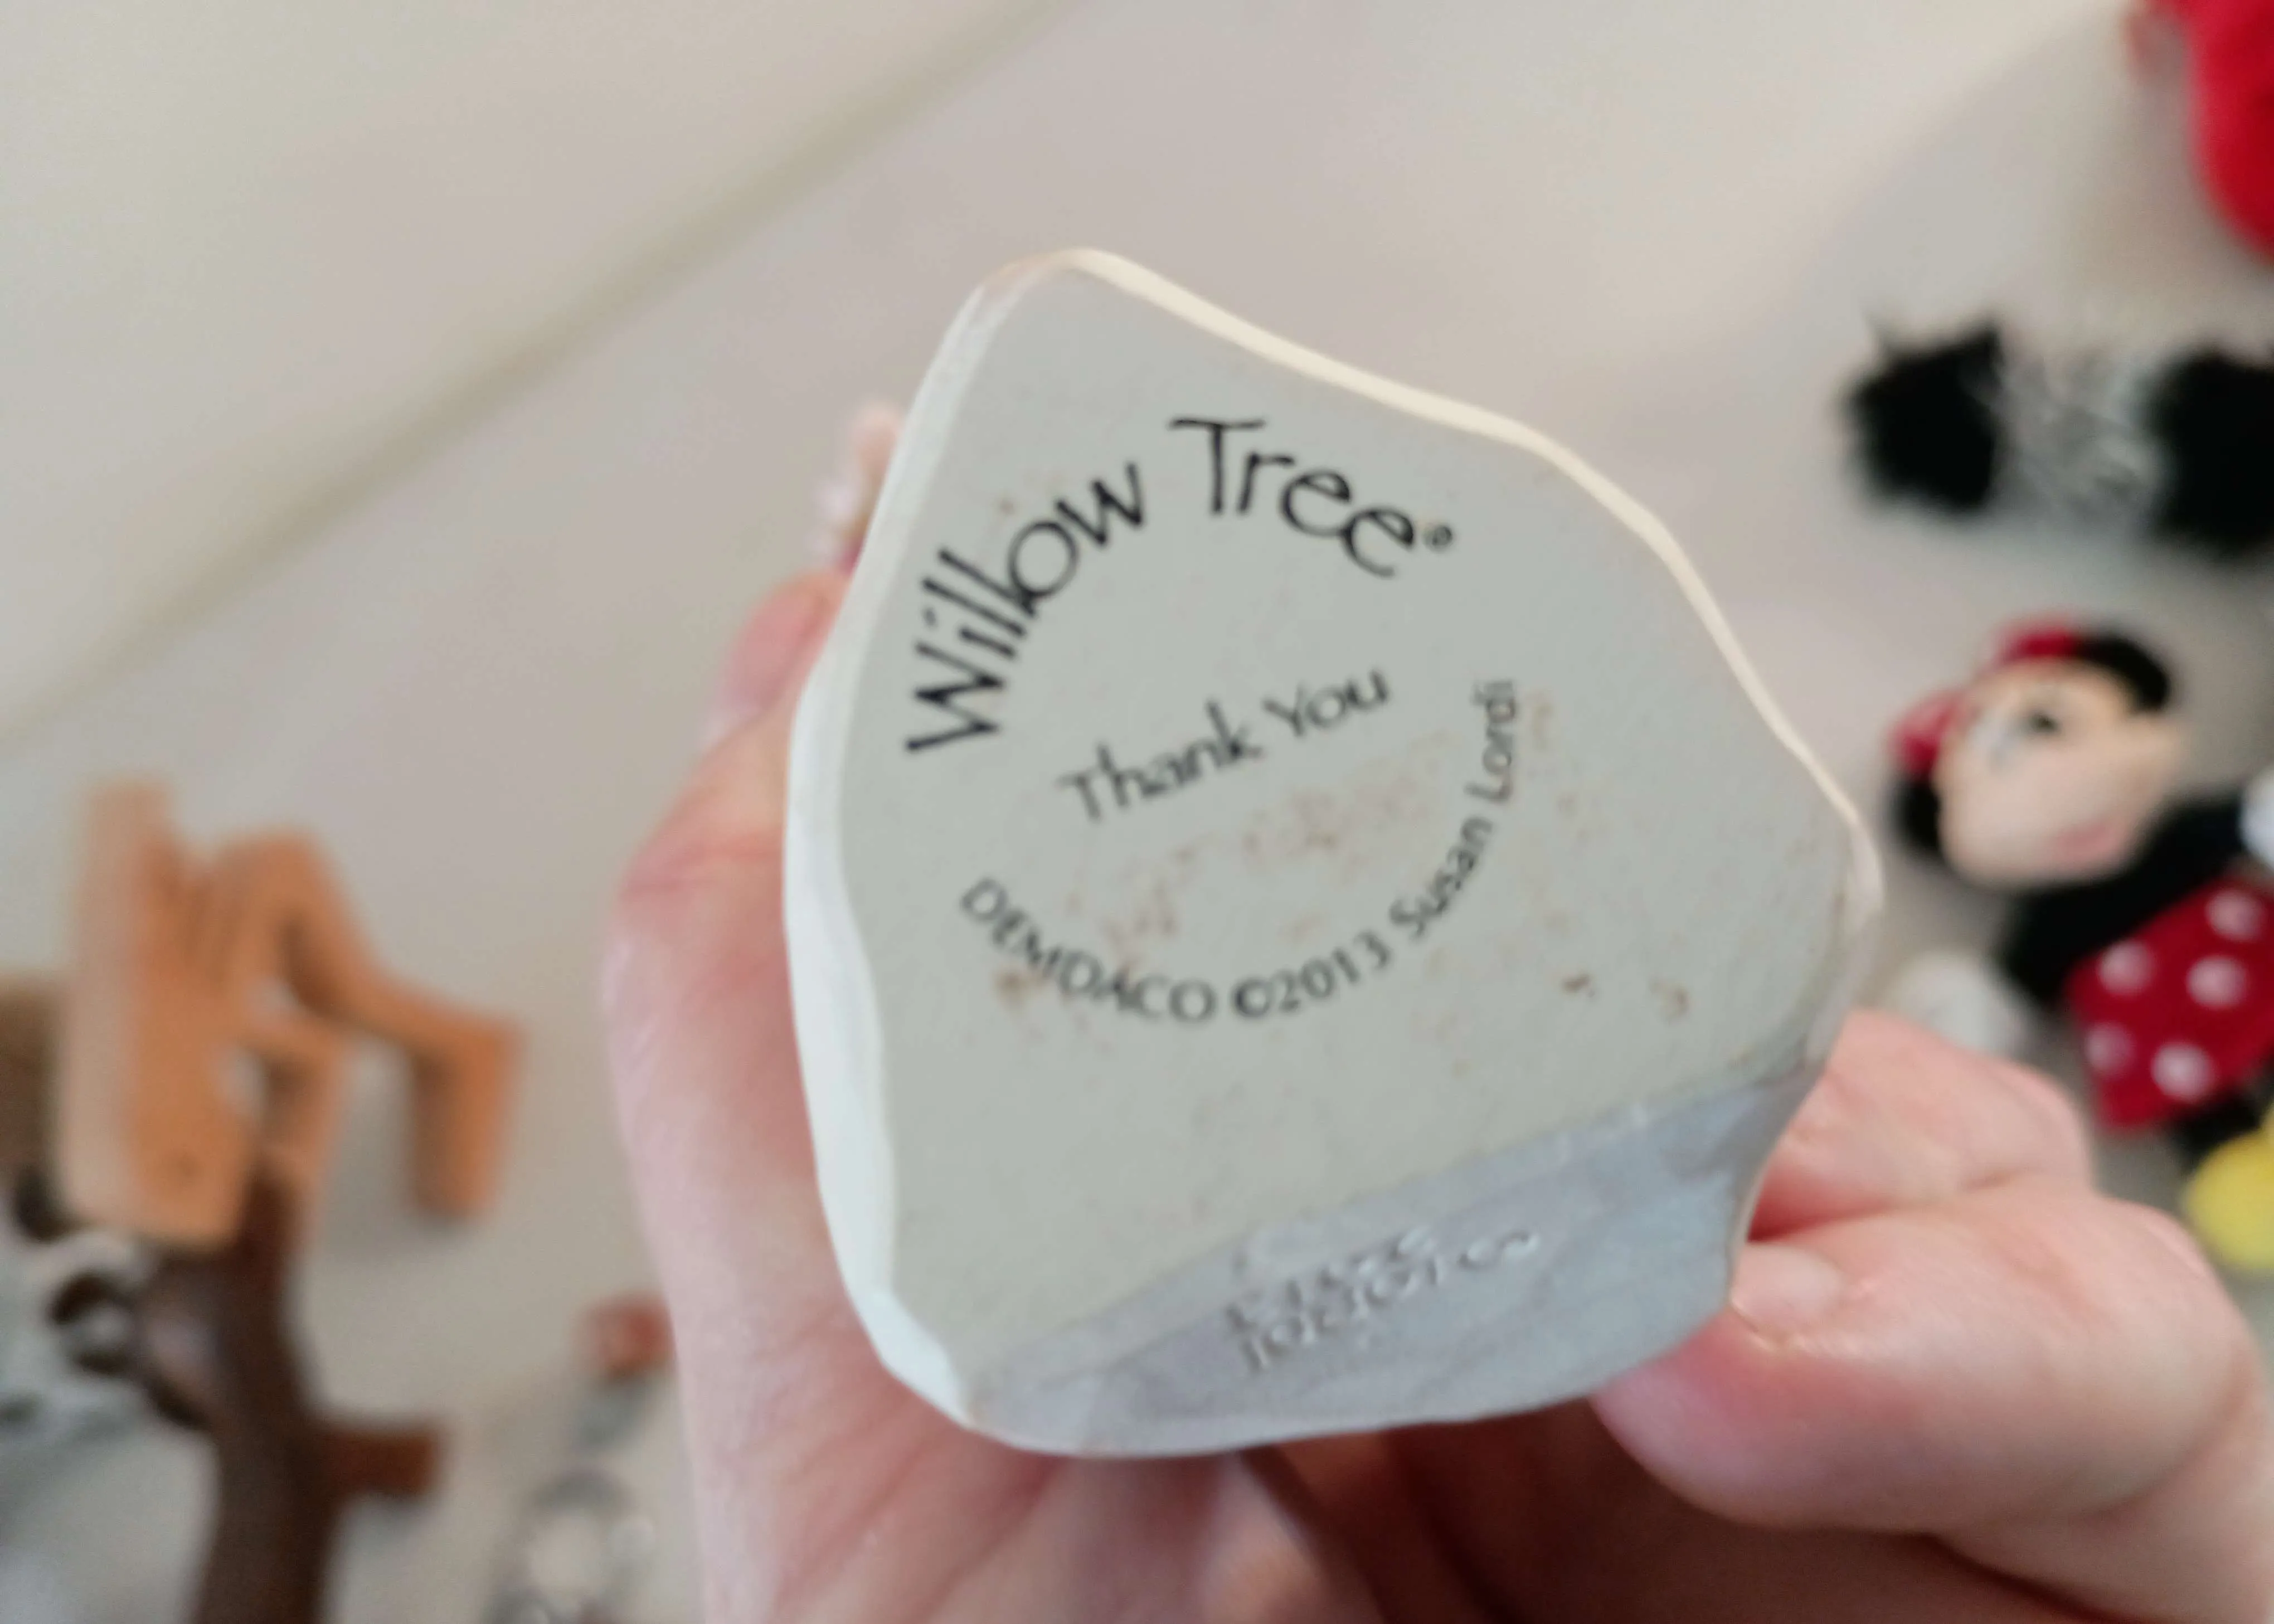 Willow Tree®
Thank You
DEMDACO ©2013 Susan Lordi